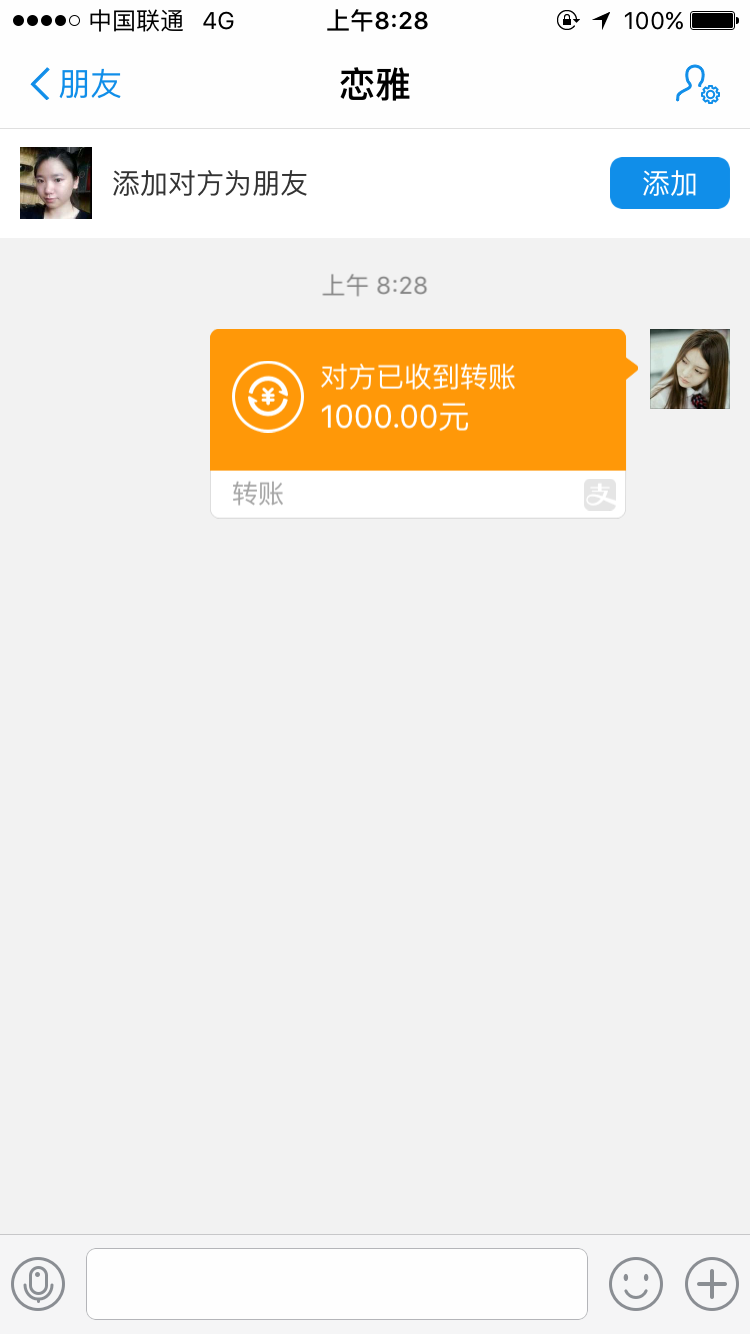 中国联通 4G 上午8:28 100%
朋友 恋雅
添加对方为朋友 添加
上午 8:28
¥ 对方已收到转账
1000.00元
转账 支